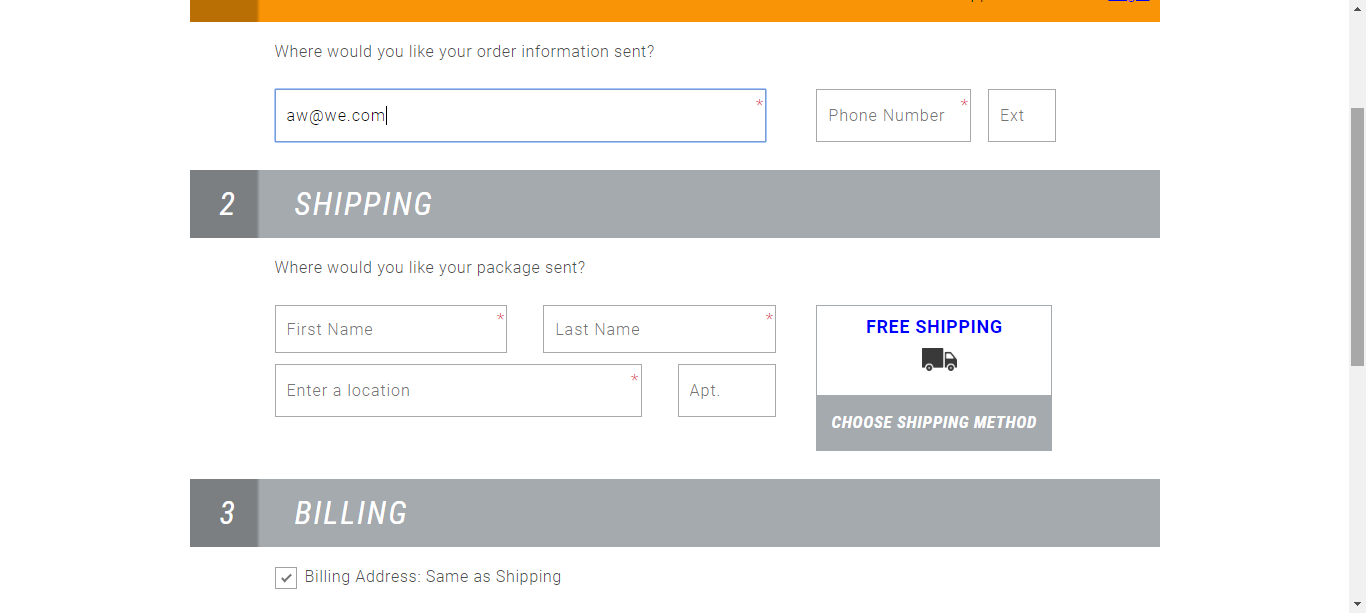 Where would you like your order information sent?
aw@we.com
*
Phone Number
*
Ext
2 SHIPPING
Where would you like your package sent?
First Name
*
Last Name
*
FREE SHIPPING
Enter a location
*
Apt.
CHOOSE SHIPPING METHOD
3 BILLING
Billing Address: Same as Shipping